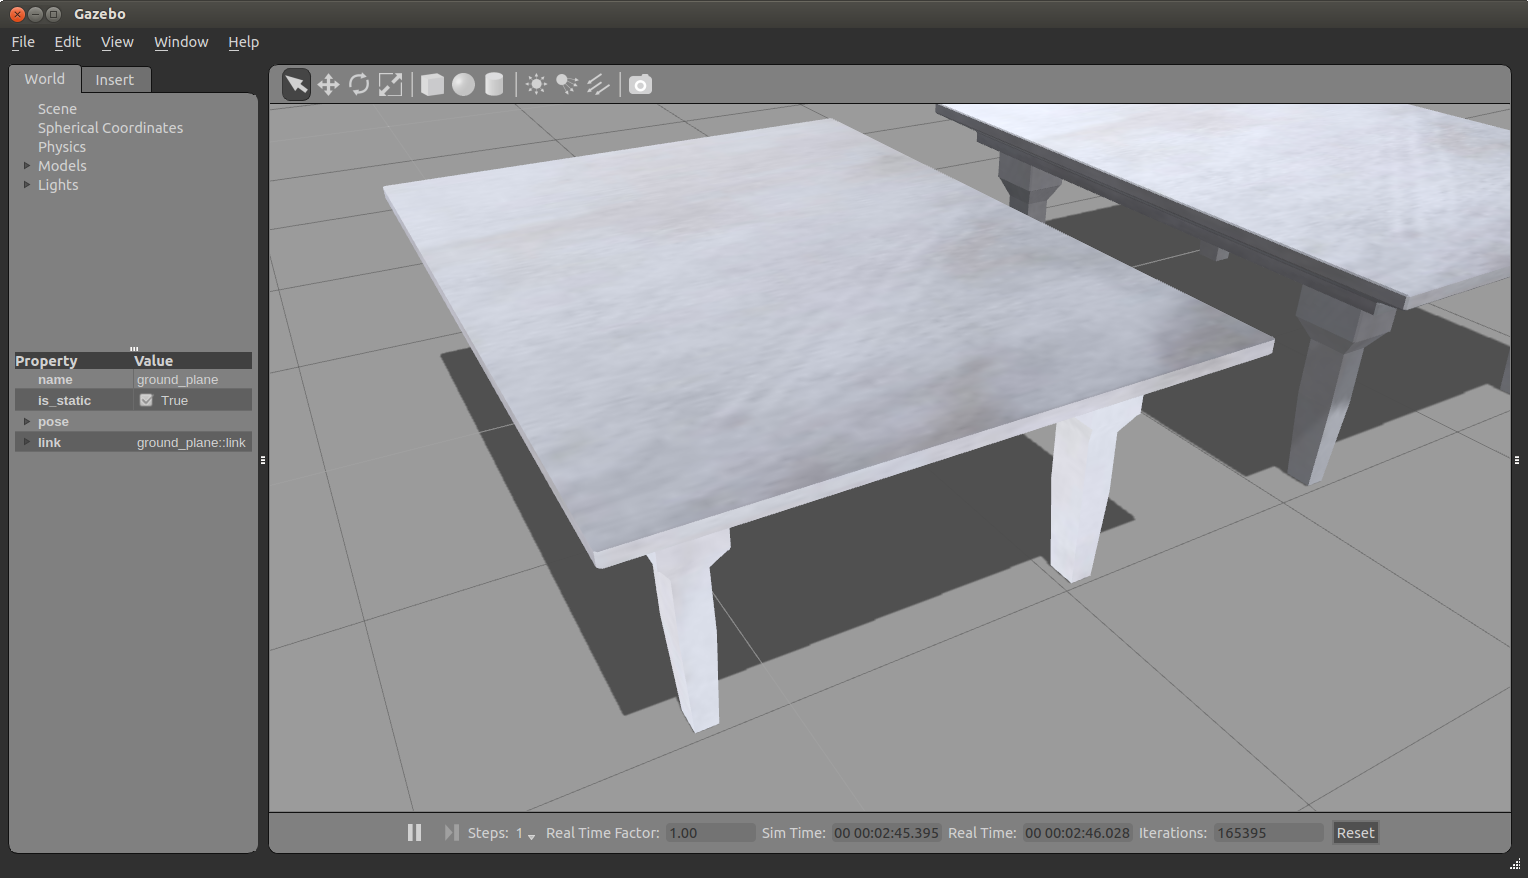 Gazebo
File Edit View Window Help
World Insert
Scene
Spherical Coordinates
Physics
Models
Lights
Property Value
name ground_plane
is_static True
pose
link ground_plane::link
Steps: 1 Real Time Factor: 1.00 Sim Time: 00 00:02:45.395 Real Time: 00 00:02:46.028 Iterations: 165395 Reset